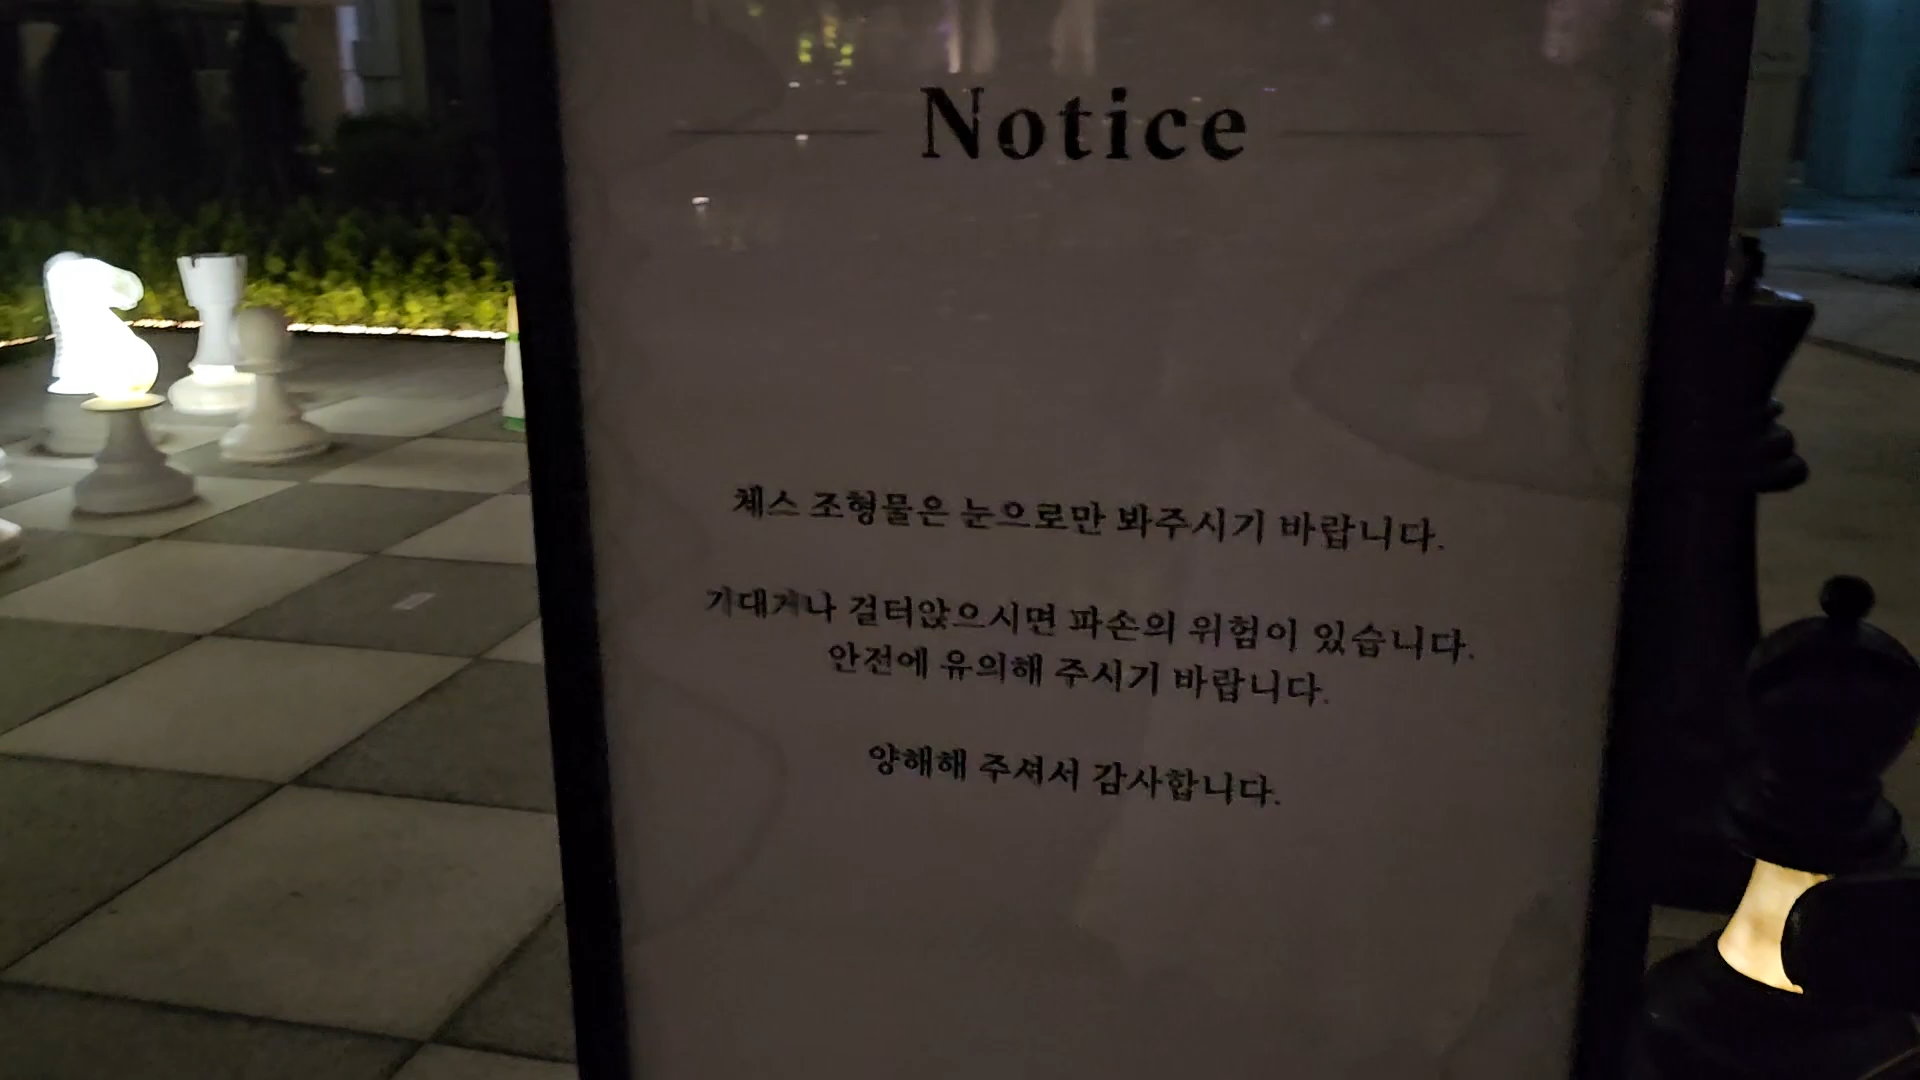 Notice
체스 조형물은 눈으로만 봐주시기 바랍니다.
기대거나 걸터앉으시면 파손의 위험이 있습니다.
안전에 유의해 주시기 바랍니다.
양해해 주셔서 감사합니다.